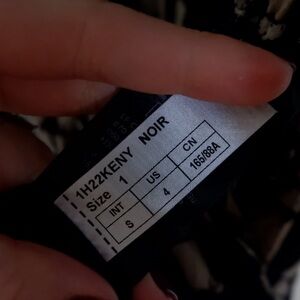 1H22KENY NOIR
Size 1
INT US CN
S 4 165/88A